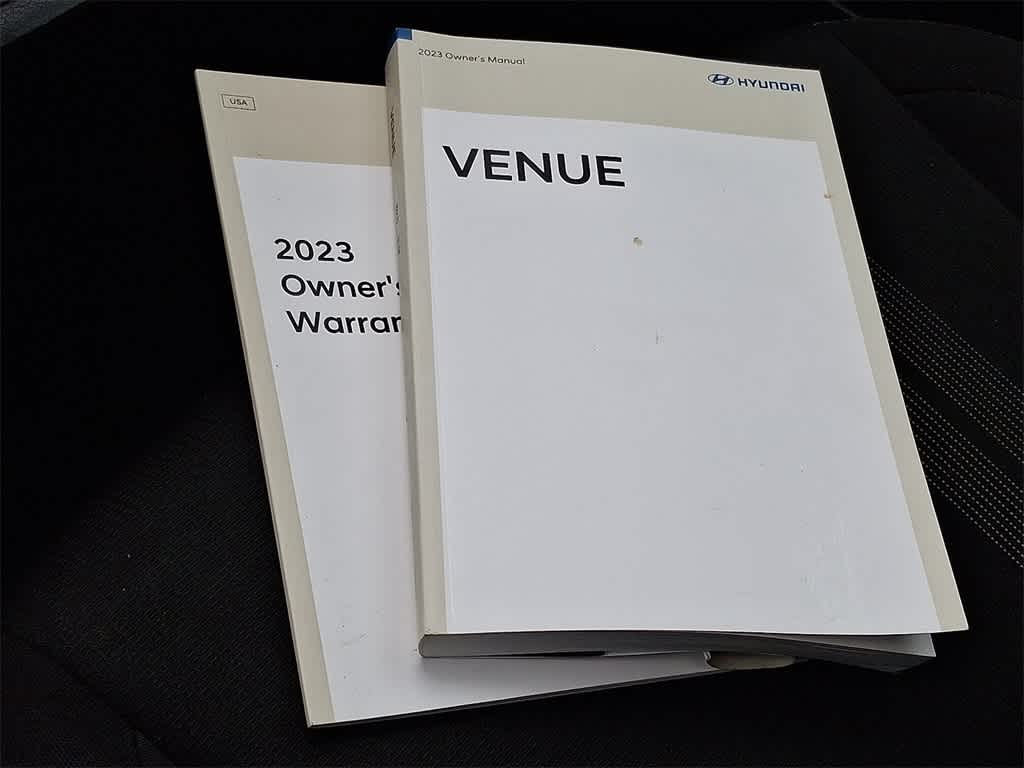 2023 Owner's Manual
HYUNDAI
VENUE
USA
2023
Owner's
Warran